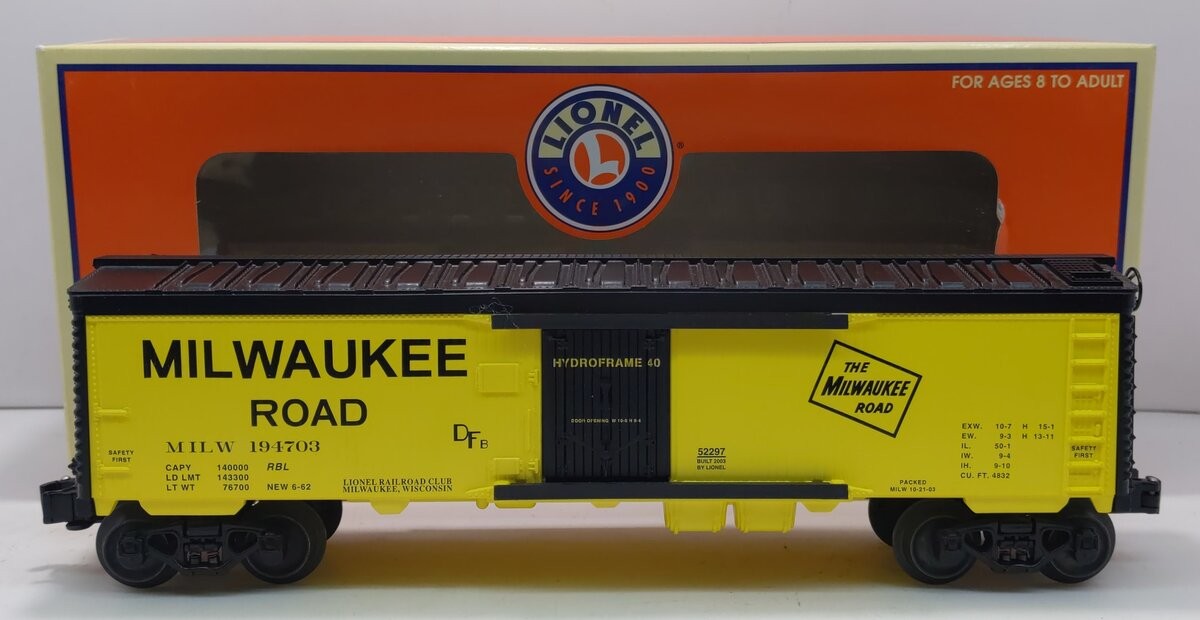 FOR AGES 8 TO ADULT
LIONEL
L
SINCE 1900
®
MILWAUKEE
ROAD
MILW 194703
SAFETY
FIRST
CAPY 140000 RBL
LD LMT 143300
LT WT 76700 NEW 6-62
DFB
LIONEL RAILROAD CLUB
MILWAUKEE, WISCONSIN
HYDROFRAME 40
52297
BUILT 2003
BY LIONEL
THE
MILWAUKEE
ROAD
EXW. 10-7 H 15-1
EW. 9-3 H 13-11
IL. 50-1
IW. 9-4
IH. 9-10
CU. FT. 4832
SAFETY
FIRST
PACKED
MILW 10-21-03